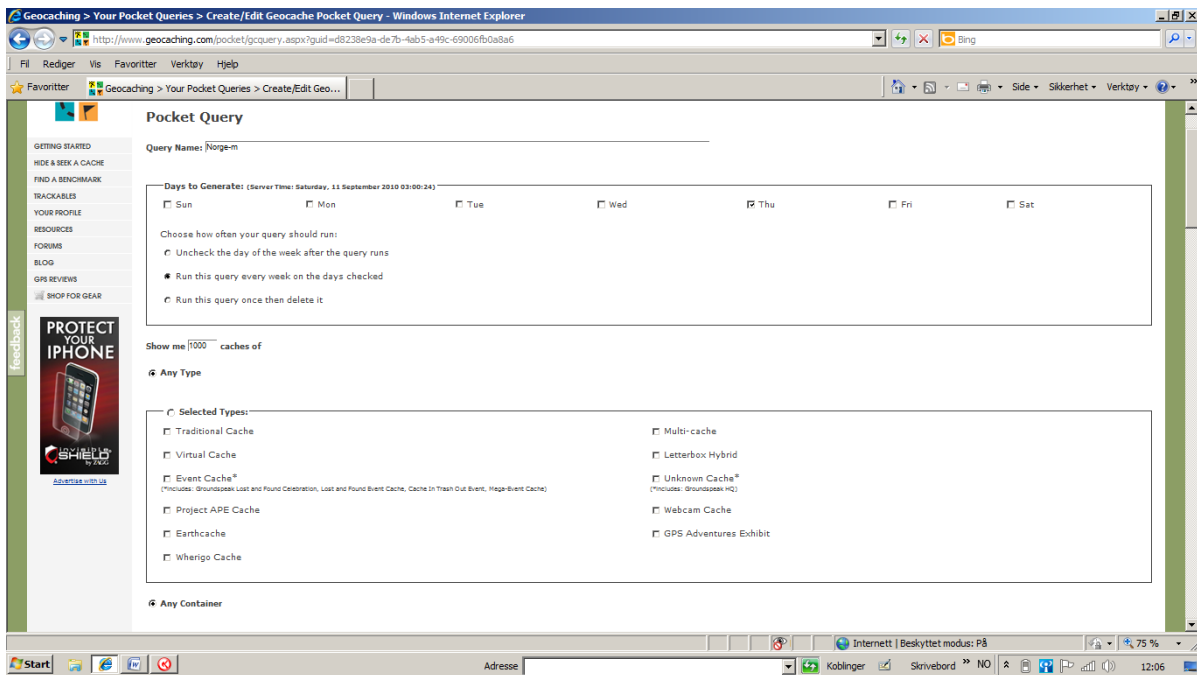 Geocaching > Your Pocket Queries > Create/Edit Geocache Pocket Query - Windows Internet Explorer
http://www.geocaching.com/pocket/gcquery.aspx?guid=d8238e9a-de7b-4ab5-a49c-69006fb0a8a6
Bing
Fil Rediger Vis Favoritter Verktøy Hjelp
Favoritter Geocaching > Your Pocket Queries > Create/Edit Geo... Side Sikkerhet Verktøy »
Pocket Query
GETTING STARTED
HIDE & SEEK A CACHE
FIND A BENCHMARK
TRACKABLES
YOUR PROFILE
RESOURCES
FORUMS
BLOG
GPS REVIEWS
SHOP FOR GEAR
feedback
PROTECT
YOUR
IPHONE
invisible
SHIELD
by ZAGG
Advertise with Us
Query Name: Norge-m
Days to Generate: (Server Time: Saturday, 11 September 2010 03:00:24)
Sun Mon Tue Wed Thu Fri Sat
Choose how often your query should run:
Uncheck the day of the week after the query runs
Run this query every week on the days checked
Run this query once then delete it
Show me 1000 caches of
Any Type
Selected Types:
Traditional Cache Multi-cache
Virtual Cache Letterbox Hybrid
Event Cache* Unknown Cache*
(*Includes: Groundspeak Lost and Found Celebration, Lost and Found Event Cache, Cache In Trash Out Event, Mega-Event Cache) (*Includes: Groundspeak HQ)
Project APE Cache Webcam Cache
Earthcache GPS Adventures Exhibit
Wherigo Cache
Any Container
Internett | Beskyttet modus: På 75 %
Start Adresse Koblinger Skrivebord » NO 12:06